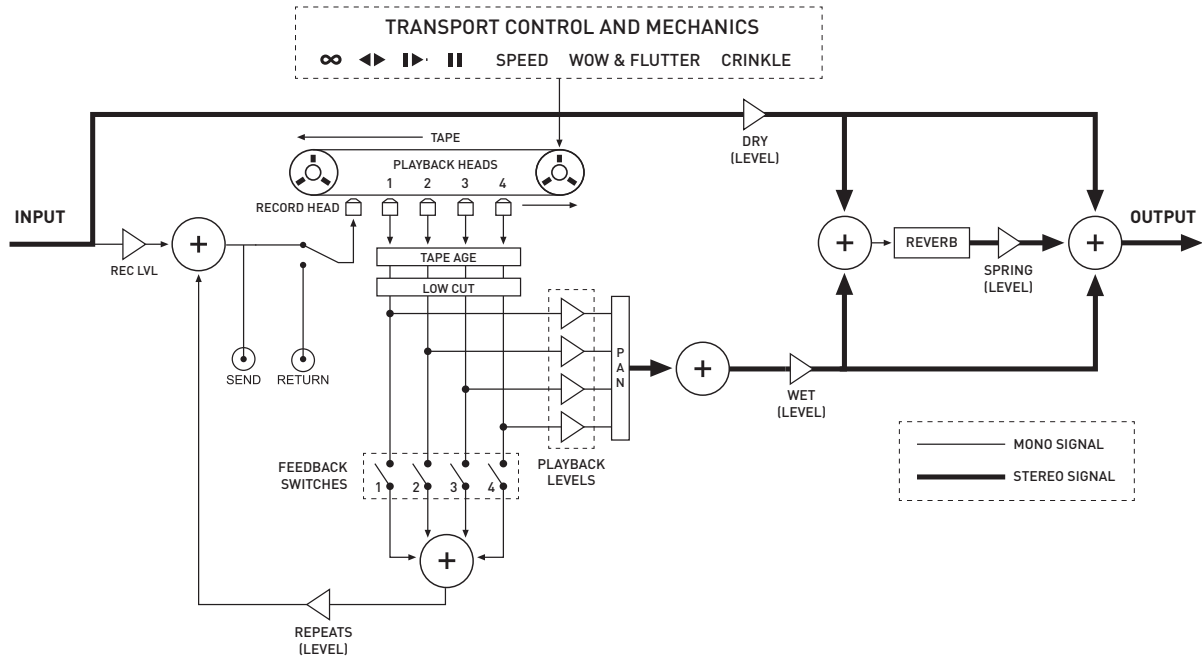 TRANSPORT CONTROL AND MECHANICS
SPEED WOW & FLUTTER CRINKLE
TAPE
DRY
(LEVEL)
PLAYBACK HEADS
1 2 3 4
RECORD HEAD
INPUT
OUTPUT
REC LVL
+
+
REVERB
+
SPRING
(LEVEL)
TAPE AGE
LOW CUT
SEND
RETURN
PAN
+
WET
(LEVEL)
FEEDBACK
SWITCHES
1 2 3 4
PLAYBACK
LEVELS
MONO SIGNAL
STEREO SIGNAL
+
REPEATS
(LEVEL)